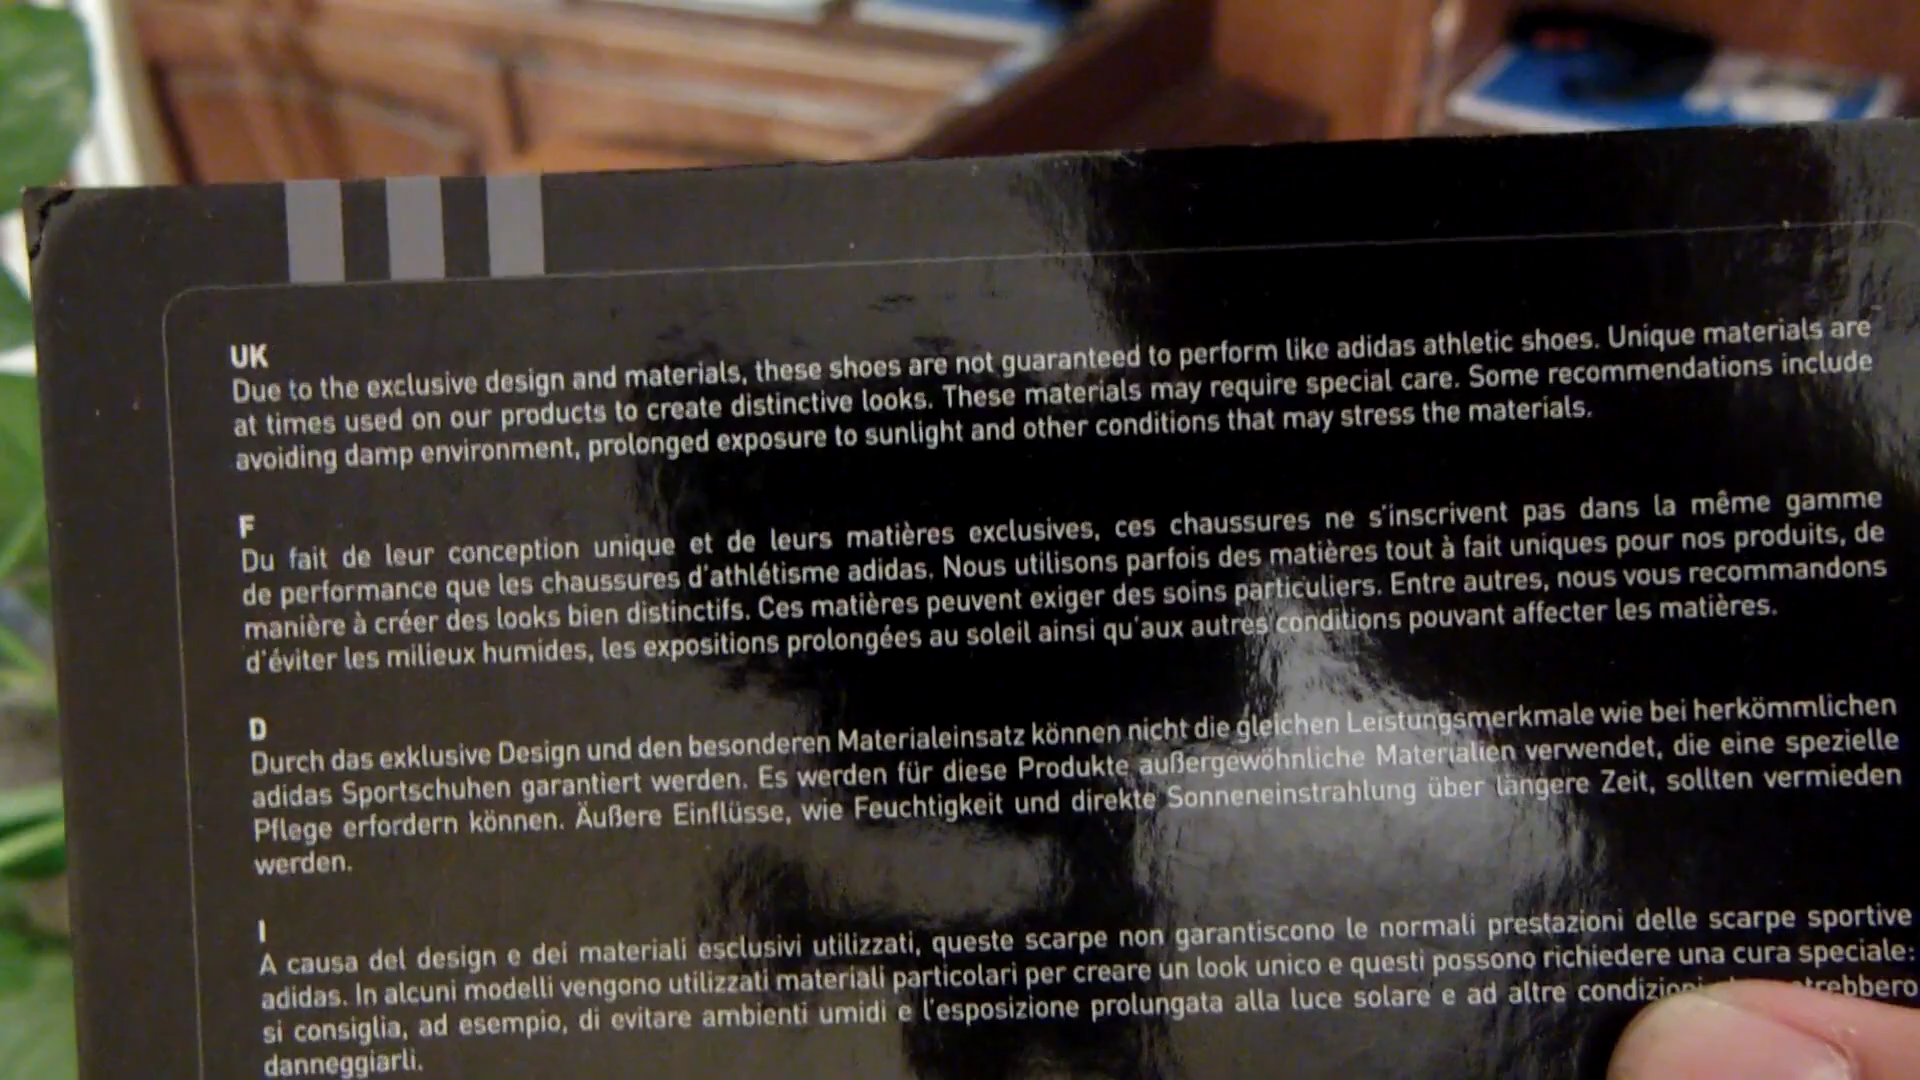 UK
Due to the exclusive design and materials, these shoes are not guaranteed to perform like adidas athletic shoes. Unique materials are
at times used on our products to create distinctive looks. These materials may require special care. Some recommendations include
avoiding damp environment, prolonged exposure to sunlight and other conditions that may stress the materials.
F
Du fait de leur conception unique et de leurs matières exclusives, ces chaussures ne s'inscrivent pas dans la même gamme
de performance que les chaussures d'athlétisme adidas. Nous utilisons parfois des matières tout à fait uniques pour nos produits, de
manière à créer des looks bien distinctifs. Ces matières peuvent exiger des soins particuliers. Entre autres, nous vous recommandons
d'éviter les milieux humides, les expositions prolongées au soleil ainsi qu'aux autres conditions pouvant affecter les matières.
D
Durch das exklusive Design und den besonderen Materialeinsatz können nicht die gleichen Leistungsmerkmale wie bei herkömmlichen
adidas Sportschuhen garantiert werden. Es werden für diese Produkte außergewöhnliche Materialien verwendet, die eine spezielle
Pflege erfordern können. Äußere Einflüsse, wie Feuchtigkeit und direkte Sonneneinstrahlung über längere Zeit, sollten vermieden
werden.
I
A causa del design e dei materiali esclusivi utilizzati, queste scarpe non garantiscono le normali prestazioni delle scarpe sportive
adidas. In alcuni modelli vengono utilizzati materiali particolari per creare un look unico e questi possono richiedere una cura speciale:
si consiglia, ad esempio, di evitare ambienti umidi e l'esposizione prolungata alla luce solare e ad altre condizioni
danneggiarli.